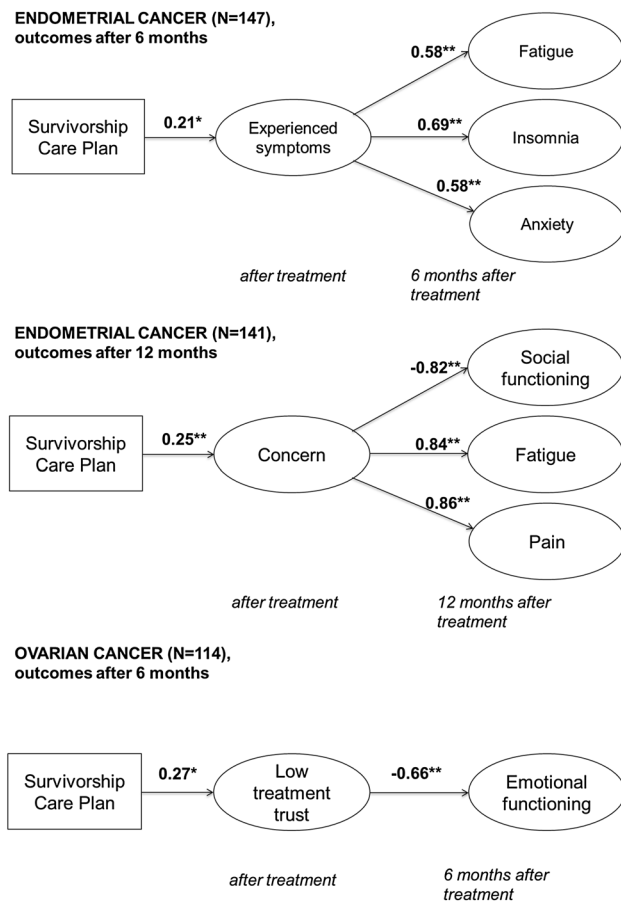 ENDOMETRIAL CANCER (N=147),
outcomes after 6 months
Survivorship
Care Plan
0.21*
Experienced
symptoms
0.58**
Fatigue
0.69**
Insomnia
0.58**
Anxiety
after treatment
6 months after
treatment
ENDOMETRIAL CANCER (N=141),
outcomes after 12 months
Survivorship
Care Plan
0.25**
Concern
-0.82**
Social
functioning
0.84**
Fatigue
0.86**
Pain
after treatment
12 months after
treatment
OVARIAN CANCER (N=114),
outcomes after 6 months
Survivorship
Care Plan
0.27*
Low
treatment
trust
-0.66**
Emotional
functioning
after treatment
6 months after
treatment